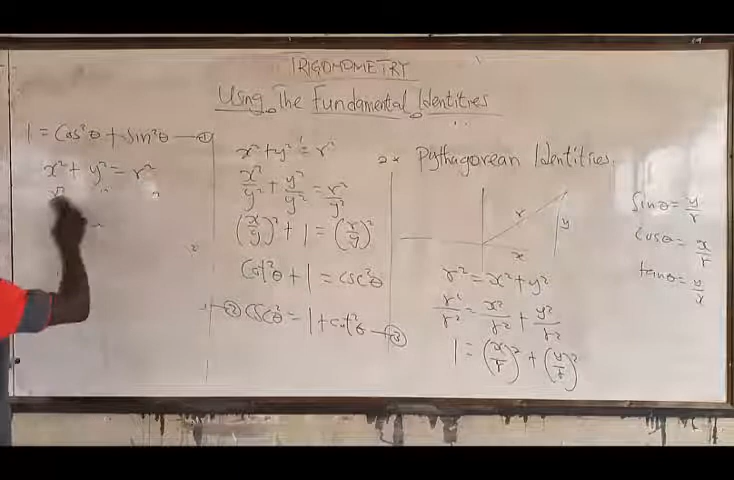 TRIGONOMETRY
Using The Fundamental Identities
1 = Cos²θ + Sin²θ —①
x² + y² = r²
x² + y² = r²
x²/y² + y²/y² = r²/y²
(x/y)² + 1 = (r/y)²
Cot²θ + 1 = csc²θ
② csc²θ = 1 + cot²θ —③
Pythagorean Identities.
r
y
x
r² = x² + y²
r²/r² = x²/r² + y²/r²
1 = (x/r)² + (y/r)²
Sinθ = y/r
Cosθ = x/r
tanθ = y/x